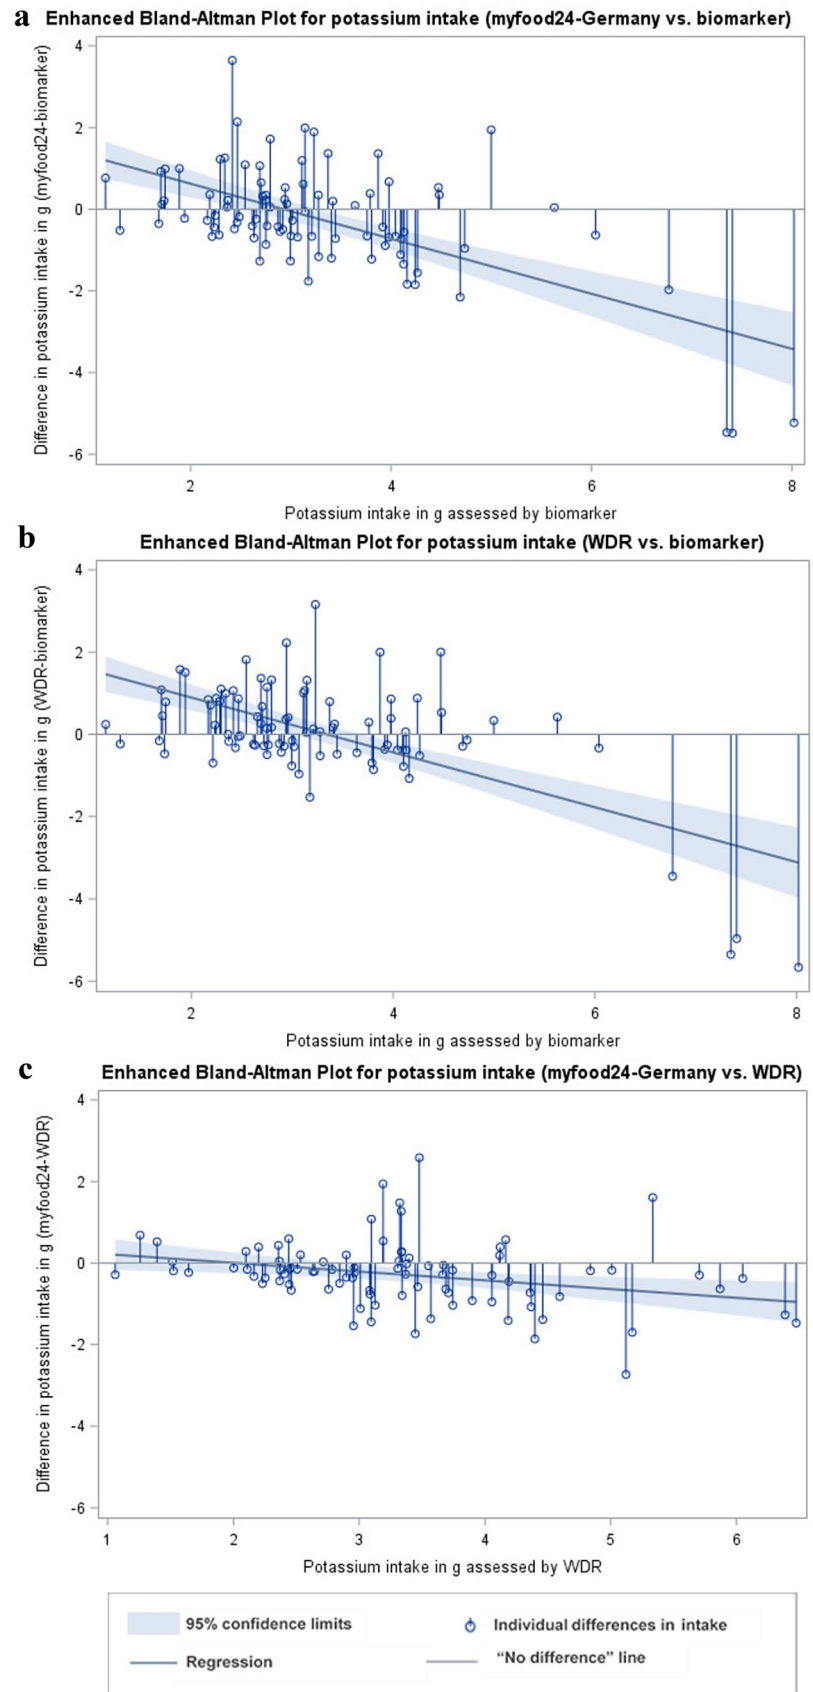 a Enhanced Bland-Altman Plot for potassium intake (myfood24-Germany vs. biomarker)
Difference in potassium intake in g (myfood24-biomarker)
4
2
0
-2
-4
-6
2 4 6 8
Potassium intake in g assessed by biomarker
b Enhanced Bland-Altman Plot for potassium intake (WDR vs. biomarker)
Difference in potassium intake in g (WDR-biomarker)
4
2
0
-2
-4
-6
2 4 6 8
Potassium intake in g assessed by biomarker
c Enhanced Bland-Altman Plot for potassium intake (myfood24-Germany vs. WDR)
Difference in potassium intake in g (myfood24-WDR)
4
2
0
-2
-4
-6
1 2 3 4 5 6
Potassium intake in g assessed by WDR
95% confidence limits Individual differences in intake
Regression “No difference” line